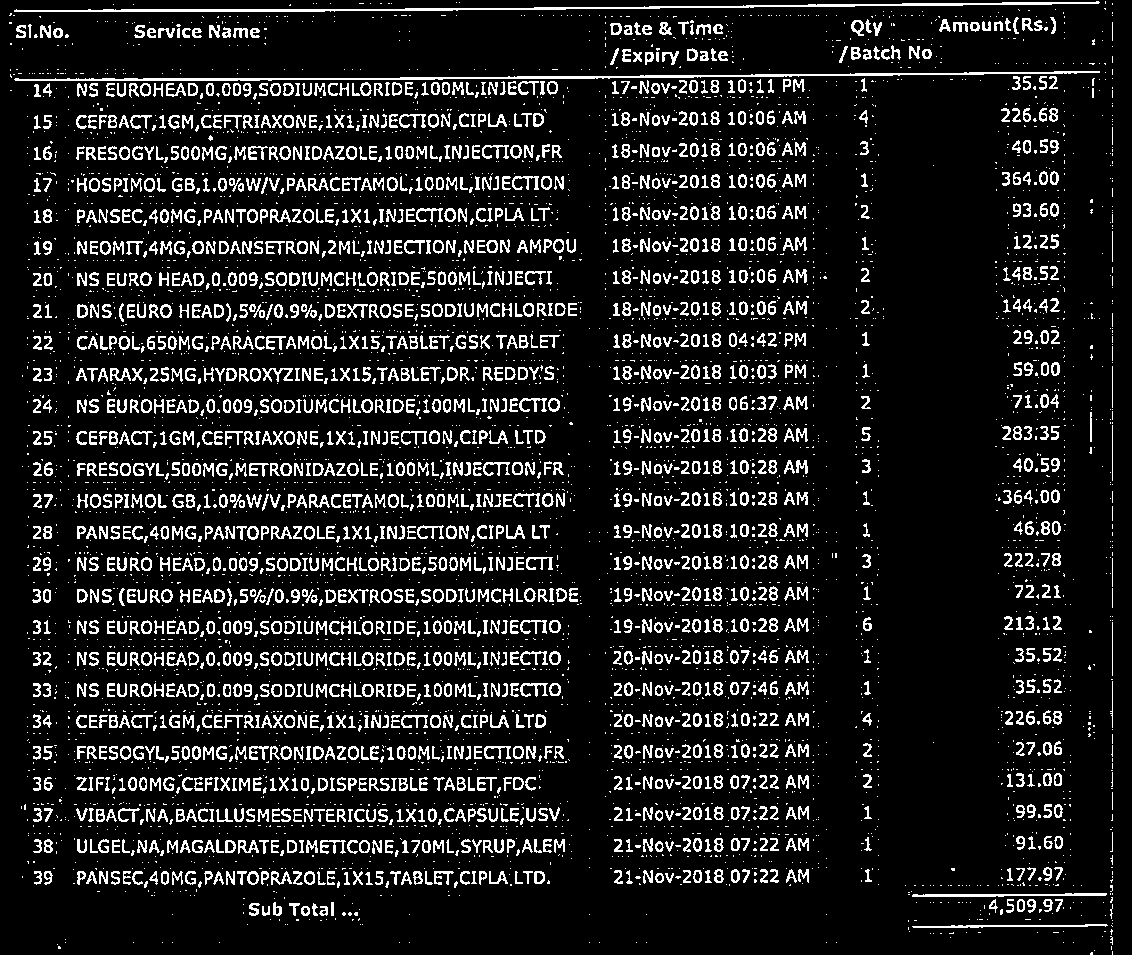 Sl.No. Service Name Date & Time Qty Amount(Rs.)
/Expiry Date /Batch No
14 NS EUROHEAD,0.009,SODIUMCHLORIDE,100ML,INJECTIO 17-Nov-2018 10:11 PM 1 35.52
15 CEFBACT,1GM,CEFTRIAXONE,1X1,INJECTION,CIPLA LTD 18-Nov-2018 10:06 AM 4 226.68
16 FRESOGYL,500MG,METRONIDAZOLE,100ML,INJECTION,FR 18-Nov-2018 10:06 AM 3 40.59
17 HOSPIMOL GB,1.0%W/V,PARACETAMOL,100ML,INJECTION 18-Nov-2018 10:06 AM 1 364.00
18 PANSEC,40MG,PANTOPRAZOLE,1X1,INJECTION,CIPLA LT 18-Nov-2018 10:06 AM 2 93.60
19 NEOMIT,4MG,ONDANSETRON,2ML,INJECTION,NEON AMPOU 18-Nov-2018 10:06 AM 1 12.25
20 NS EURO HEAD,0.009,SODIUMCHLORIDE,500ML,INJECTI 18-Nov-2018 10:06 AM 2 148.52
21 DNS (EURO HEAD),5%/0.9%,DEXTROSE,SODIUMCHLORIDE 18-Nov-2018 10:06 AM 2 144.42
22 CALPOL,650MG,PARACETAMOL,1X15,TABLET,GSK TABLET 18-Nov-2018 04:42 PM 1 29.02
23 ATARAX,25MG,HYDROXYZINE,1X15,TABLET,DR. REDDY'S 18-Nov-2018 10:03 PM 1 59.00
24 NS EUROHEAD,0.009,SODIUMCHLORIDE,100ML,INJECTIO 19-Nov-2018 06:37 AM 2 71.04
25 CEFBACT,1GM,CEFTRIAXONE,1X1,INJECTION,CIPLA LTD 19-Nov-2018 10:28 AM 5 283.35
26 FRESOGYL,500MG,METRONIDAZOLE,100ML,INJECTION,FR 19-Nov-2018 10:28 AM 3 40.59
27 HOSPIMOL GB,1.0%W/V,PARACETAMOL,100ML,INJECTION 19-Nov-2018 10:28 AM 1 364.00
28 PANSEC,40MG,PANTOPRAZOLE,1X1,INJECTION,CIPLA LT 19-Nov-2018 10:28 AM 1 46.80
29 NS EURO HEAD,0.009,SODIUMCHLORIDE,500ML,INJECTI 19-Nov-2018 10:28 AM 3 222.78
30 DNS (EURO HEAD),5%/0.9%,DEXTROSE,SODIUMCHLORIDE 19-Nov-2018 10:28 AM 1 72.21
31 NS EUROHEAD,0.009,SODIUMCHLORIDE,100ML,INJECTIO 19-Nov-2018 10:28 AM 6 213.12
32 NS EUROHEAD,0.009,SODIUMCHLORIDE,100ML,INJECTIO 20-Nov-2018 07:46 AM 1 35.52
33 NS EUROHEAD,0.009,SODIUMCHLORIDE,100ML,INJECTIO 20-Nov-2018 07:46 AM 1 35.52
34 CEFBACT,1GM,CEFTRIAXONE,1X1,INJECTION,CIPLA LTD 20-Nov-2018 10:22 AM 4 226.68
35 FRESOGYL,500MG,METRONIDAZOLE,100ML,INJECTION,FR 20-Nov-2018 10:22 AM 2 27.06
36 ZIFI,100MG,CEFIXIME,1X10,DISPERSIBLE TABLET,FDC 21-Nov-2018 07:22 AM 2 131.00
37 VIBACT,NA,BACILLUSMESENTERICUS,1X10,CAPSULE,USV 21-Nov-2018 07:22 AM 1 99.50
38 ULGEL,NA,MAGALDRATE,DIMETICONE,170ML,SYRUP,ALEM 21-Nov-2018 07:22 AM 1 91.60
39 PANSEC,40MG,PANTOPRAZOLE,1X15,TABLET,CIPLA LTD. 21-Nov-2018 07:22 AM 1 177.97
Sub Total ... 4,509.97